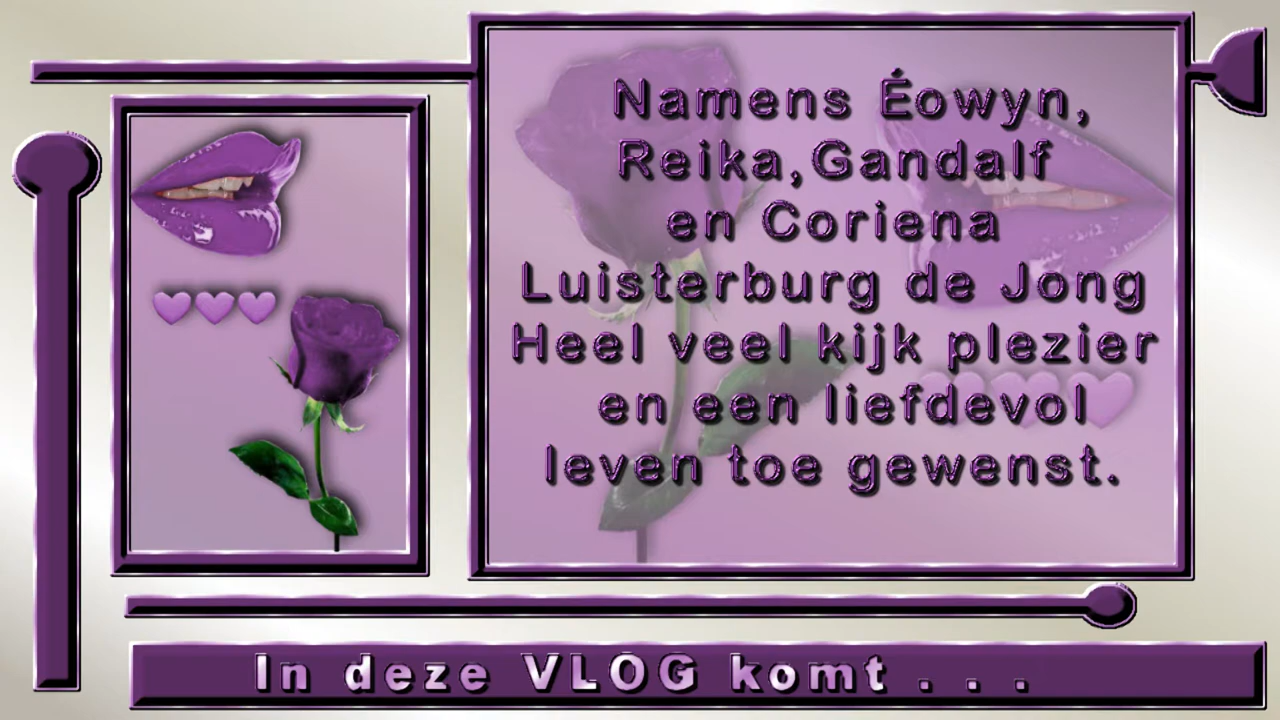 Namens Éowyn,
Reika,Gandalf
en Coriena
Luisterburg de Jong
Heel veel kijk plezier
en een liefdevol
leven toe gewenst.
In deze VLOG komt . . .